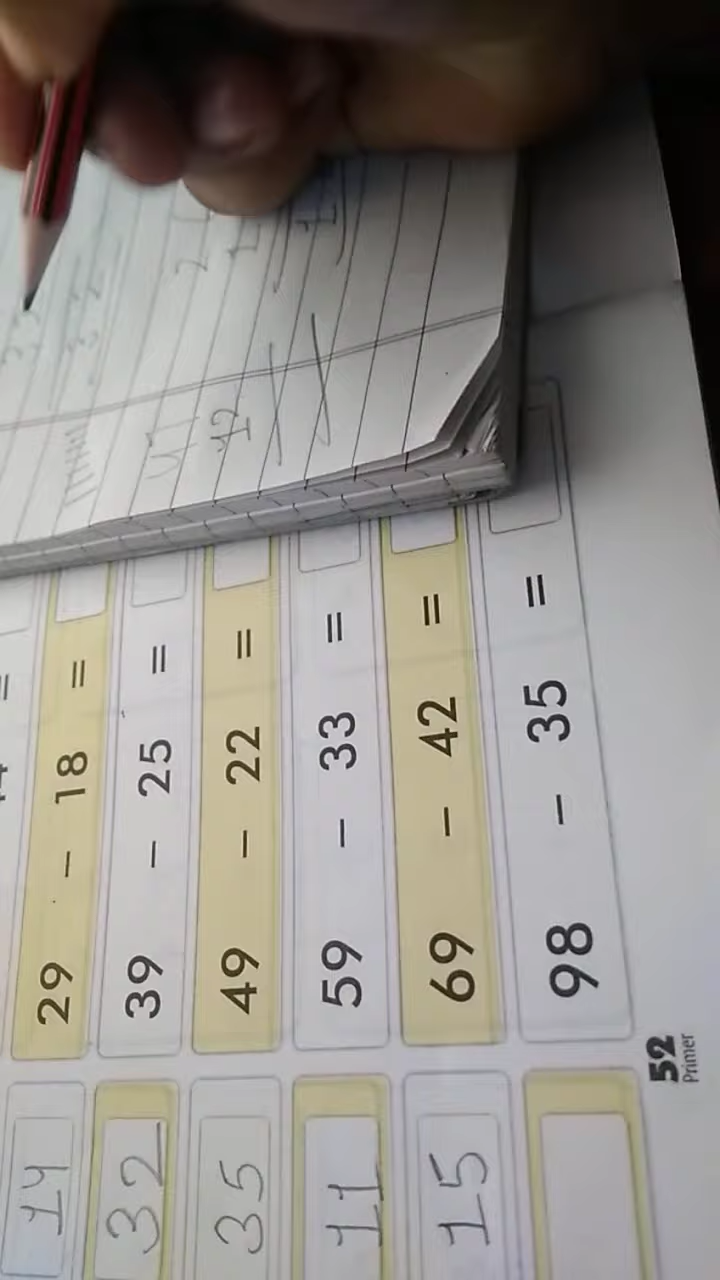 29 - 18 =
39 - 25 =
49 - 22 =
59 - 33 =
69 - 42 =
98 - 35 =
14
32
35
11
15
52
Primer
12